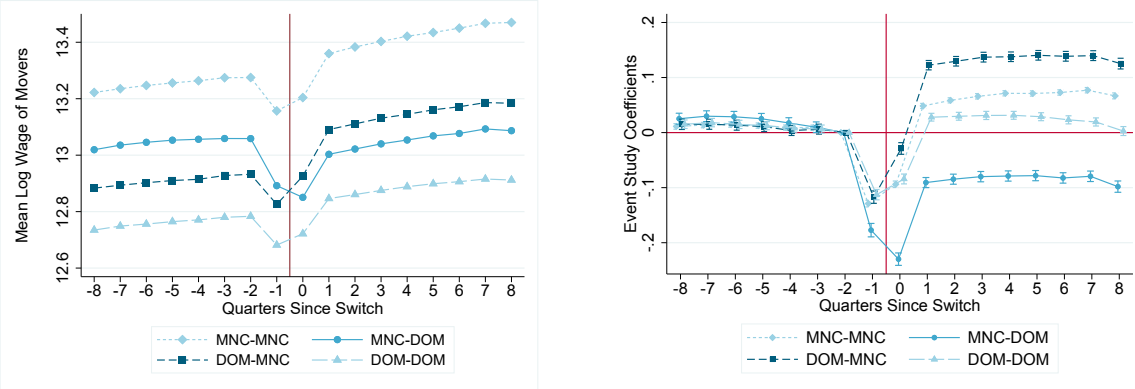 Mean Log Wage of Movers
13.4
13.2
13
12.8
12.6
-8 -7 -6 -5 -4 -3 -2 -1 0 1 2 3 4 5 6 7 8
Quarters Since Switch
MNC-MNC MNC-DOM
DOM-MNC DOM-DOM
Event Study Coefficients
.2
.1
0
-.1
-.2
-8 -7 -6 -5 -4 -3 -2 -1 0 1 2 3 4 5 6 7 8
Quarters Since Switch
MNC-MNC MNC-DOM
DOM-MNC DOM-DOM